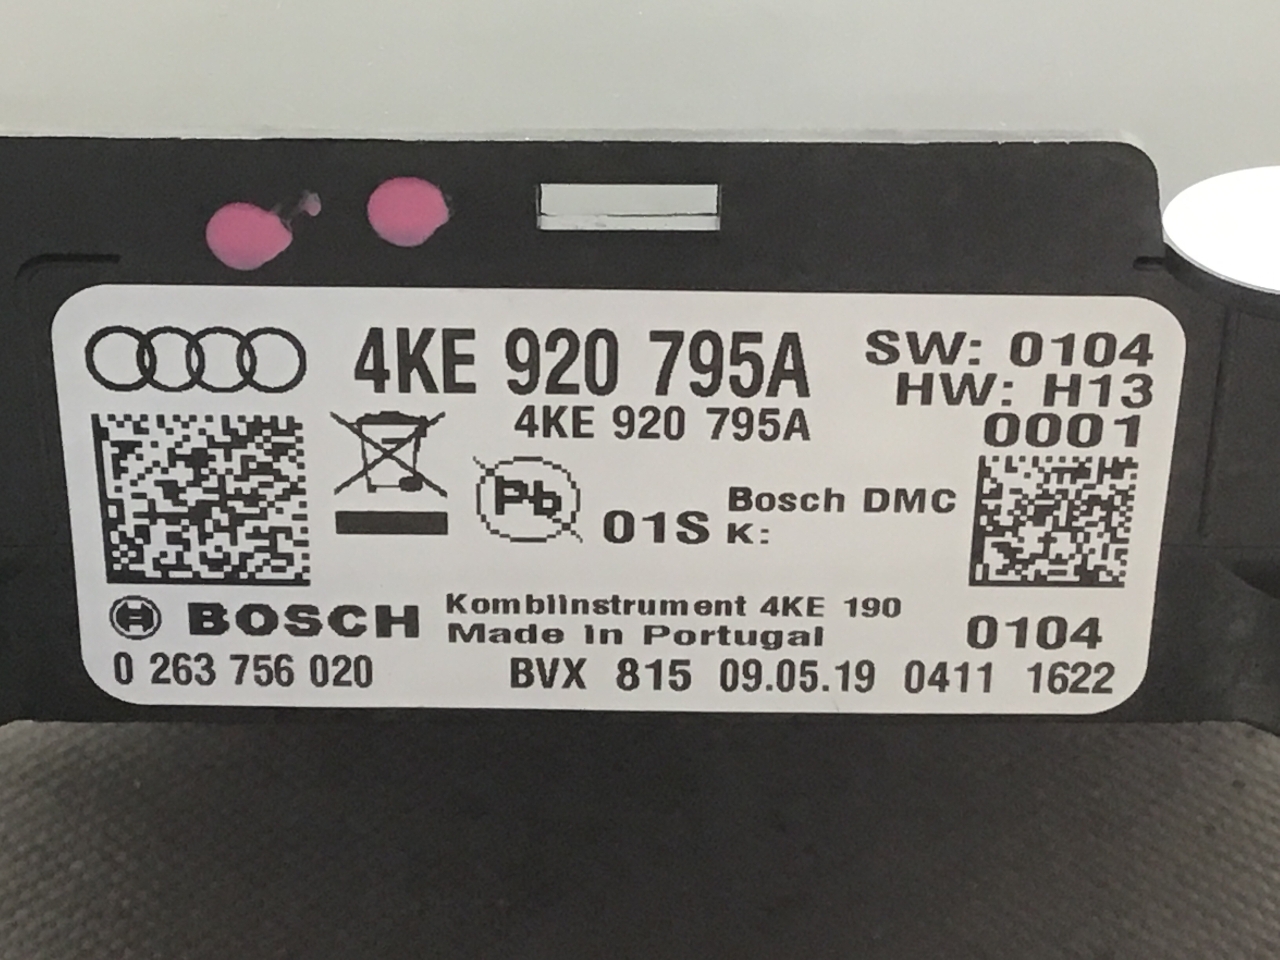 4KE 920 795A
SW: 0104
HW: H13
4KE 920 795A
0001
Pb
01S
Bosch DMC
K:
BOSCH
Kombiinstrument 4KE 190
Made in Portugal
0104
0 263 756 020
BVX 815 09.05.19 0411 1622